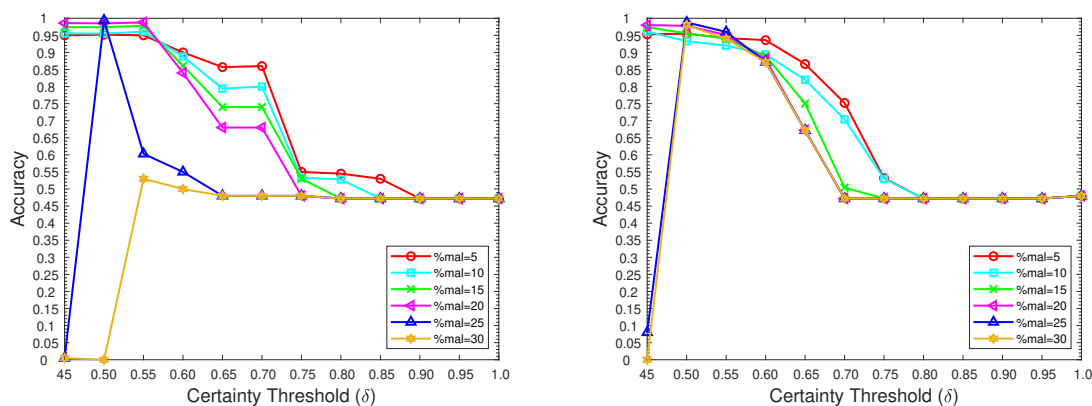 1
0.95
0.9
0.85
0.8
0.75
0.7
0.65
0.6
0.55
0.5
0.45
0.4
0.35
0.3
0.25
0.2
0.15
0.1
0.05
0
Accuracy
%mal=5
%mal=10
%mal=15
%mal=20
%mal=25
%mal=30
45 0.50 0.55 0.60 0.65 0.70 0.75 0.80 0.85 0.90 0.95 1.0
Certainty Threshold (δ)
1
0.95
0.9
0.85
0.8
0.75
0.7
0.65
0.6
0.55
0.5
0.45
0.4
0.35
0.3
0.25
0.2
0.15
0.1
0.05
0
Accuracy
%mal=5
%mal=10
%mal=15
%mal=20
%mal=25
%mal=30
45 0.50 0.55 0.60 0.65 0.70 0.75 0.80 0.85 0.90 0.95 1.0
Certainty Threshold (δ)